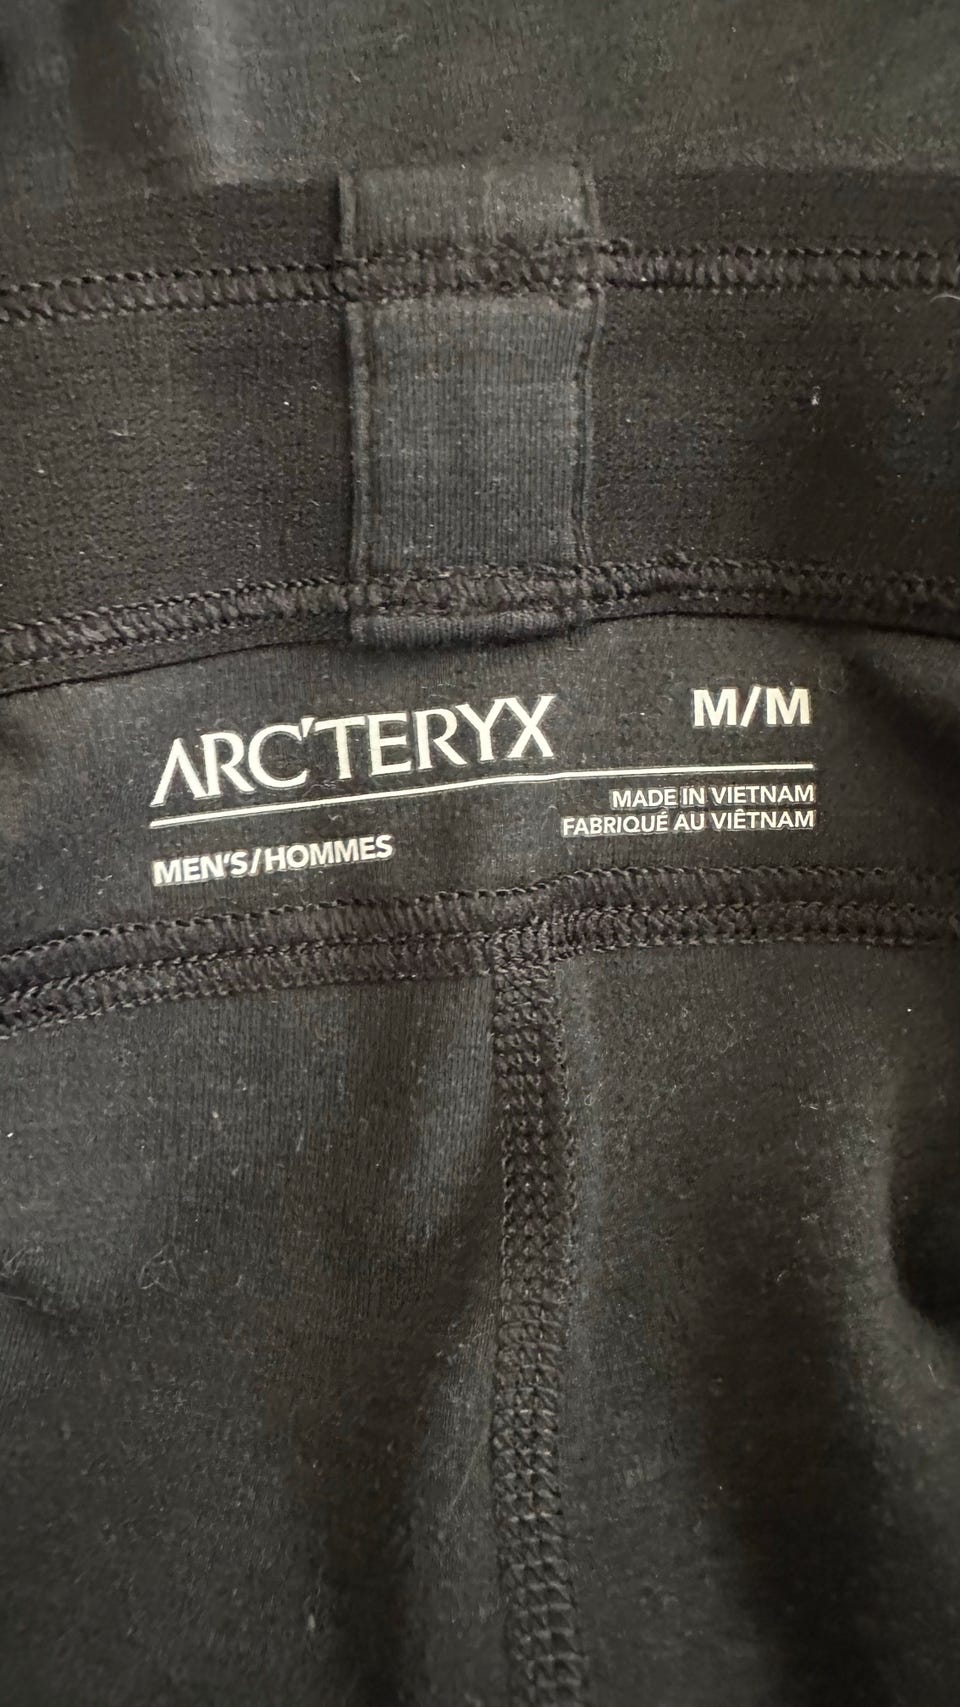 ARC'TERYX
M/M
MADE IN VIETNAM
FABRIQUÉ AU VIÊTNAM
MEN'S/HOMMES